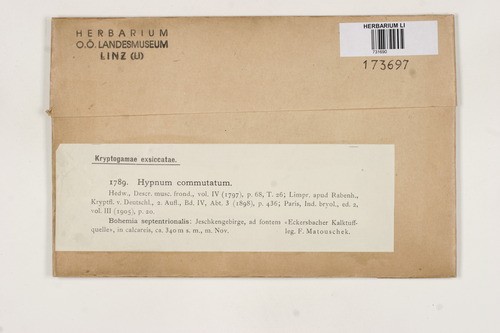 HERBARIUM
O.Ö. LANDESMUSEUM
LINZ (U)
HERBARIUM LI
731690
173697
Kryptogamae exsiccatae.
1789. Hypnum commutatum.
Hedw., Descr. musc. frond., vol. IV (1797), p. 68, T. 26; Limpr. apud Rabenh.,
Kryptfl. v. Deutschl., 2. Aufl., Bd. IV, Abt. 3 (1898), p. 436; Paris, Ind. bryol., ed. 2,
vol. III (1905), p. 20.
Bohemia septentrionalis: Jeschkengebirge, ad fontem »Eckersbacher Kalktuff-
quelle«, in calcareis, ca. 340 m s. m., m. Nov. leg. F. Matouschek.